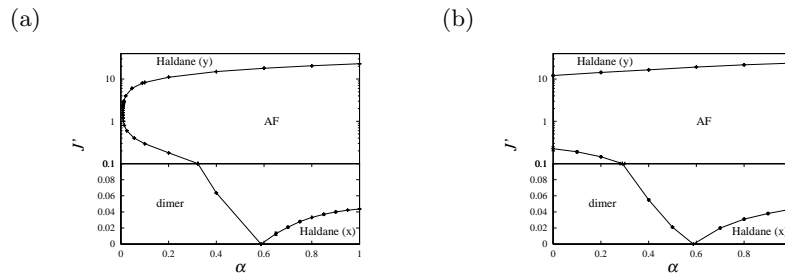 (a)
Haldane (y)
10
1
AF
J'
0.1
0.08
dimer
0.06
0.04
0.02
Haldane (x)
0
0 0.2 0.4 0.6 0.8 1
α
(b)
Haldane (y)
10
1
AF
J'
0.1
0.08
dimer
0.06
0.04
0.02
Haldane (x)
0
0 0.2 0.4 0.6 0.8
α